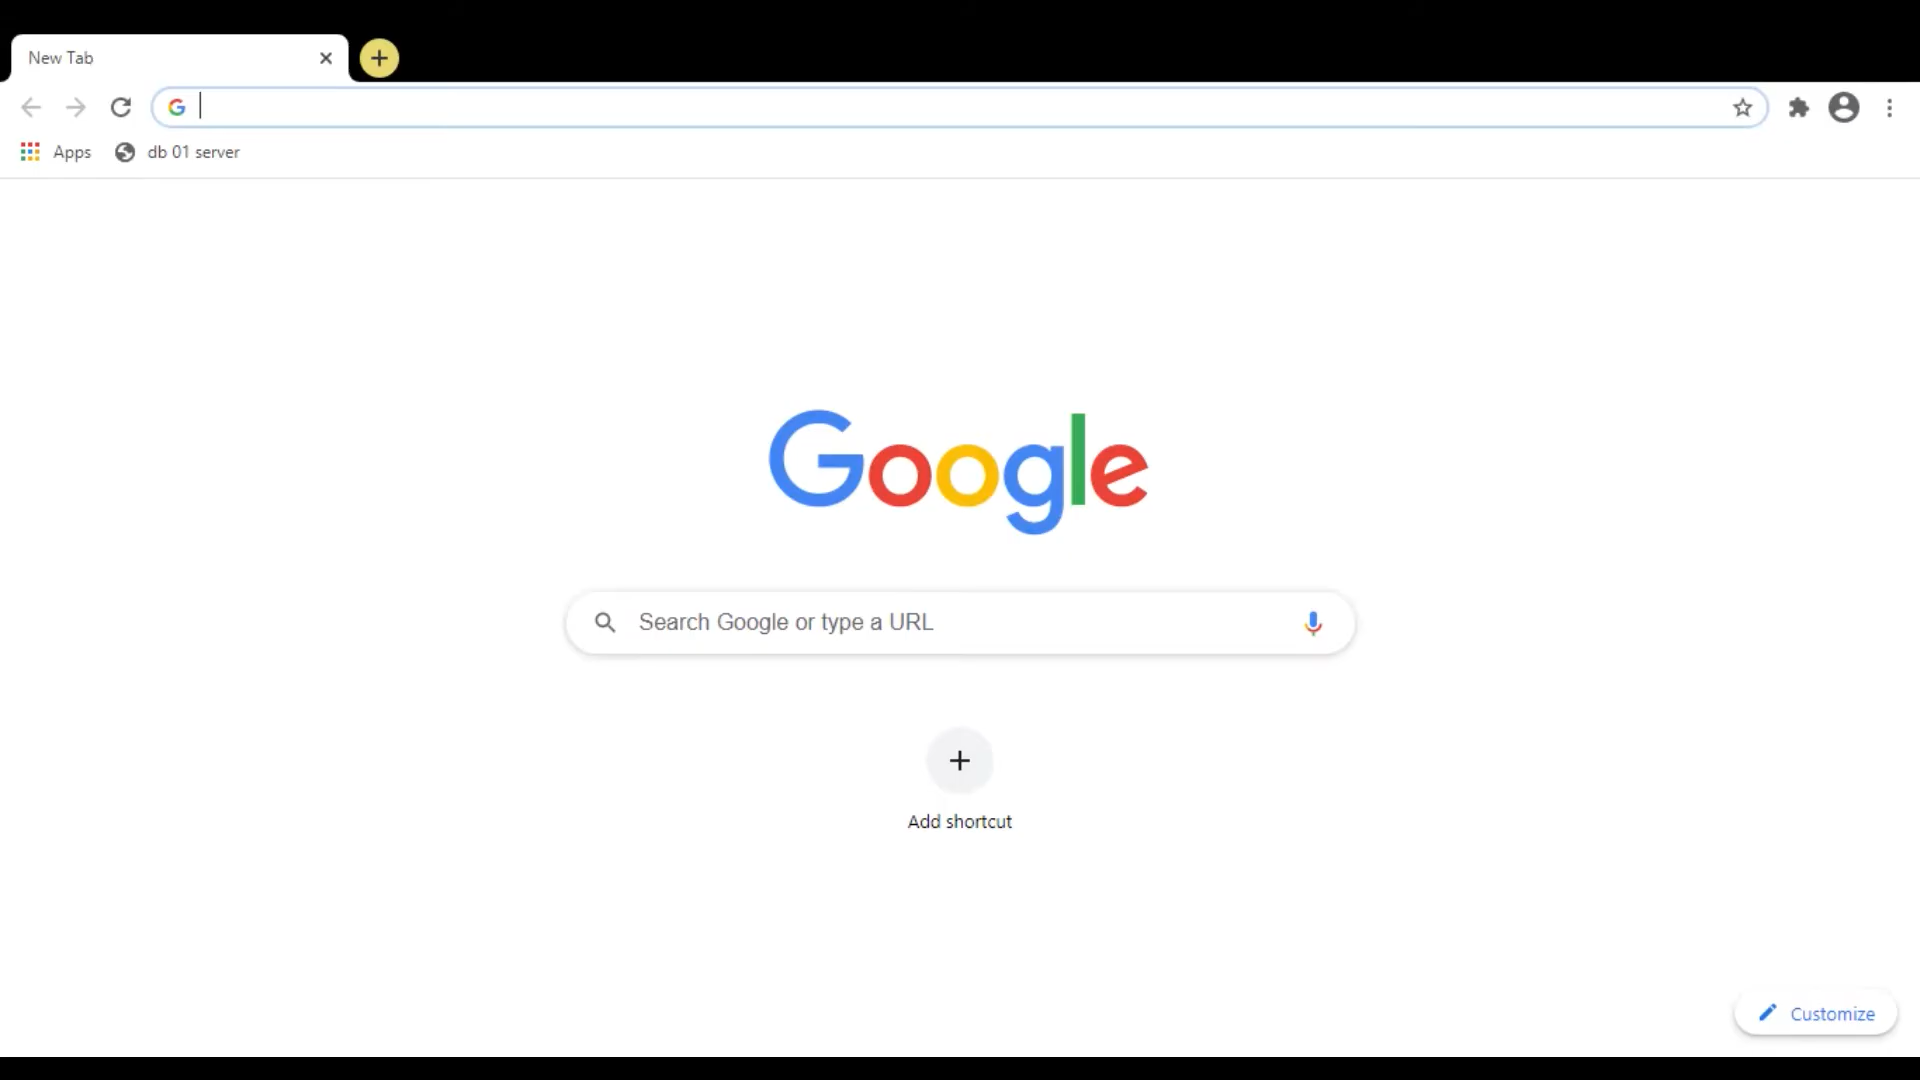 New Tab
Apps
db 01 server
Google
Search Google or type a URL
Add shortcut
Customize